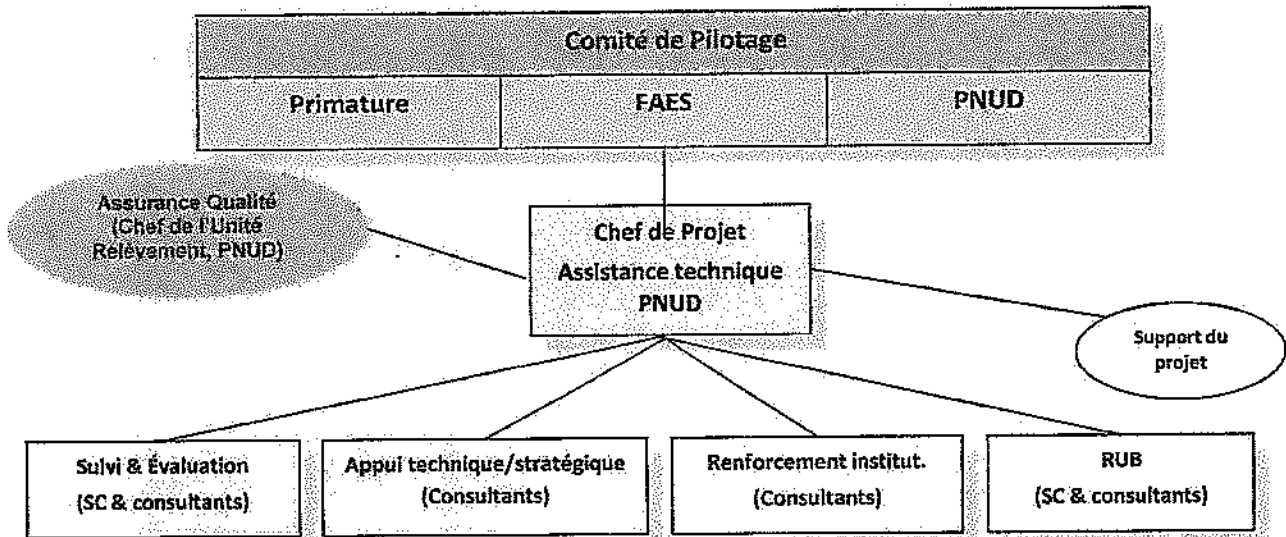 Comité de Pilotage
Primature
FAES
PNUD
Assurance Qualité
(Chef de l'Unité
Relèvement, PNUD)
Chef de Projet
Assistance technique
PNUD
Support du
projet
Suivi & Évaluation
(SC & consultants)
Appui technique/stratégique
(Consultants)
Renforcement institut.
(Consultants)
RUB
(SC & consultants)